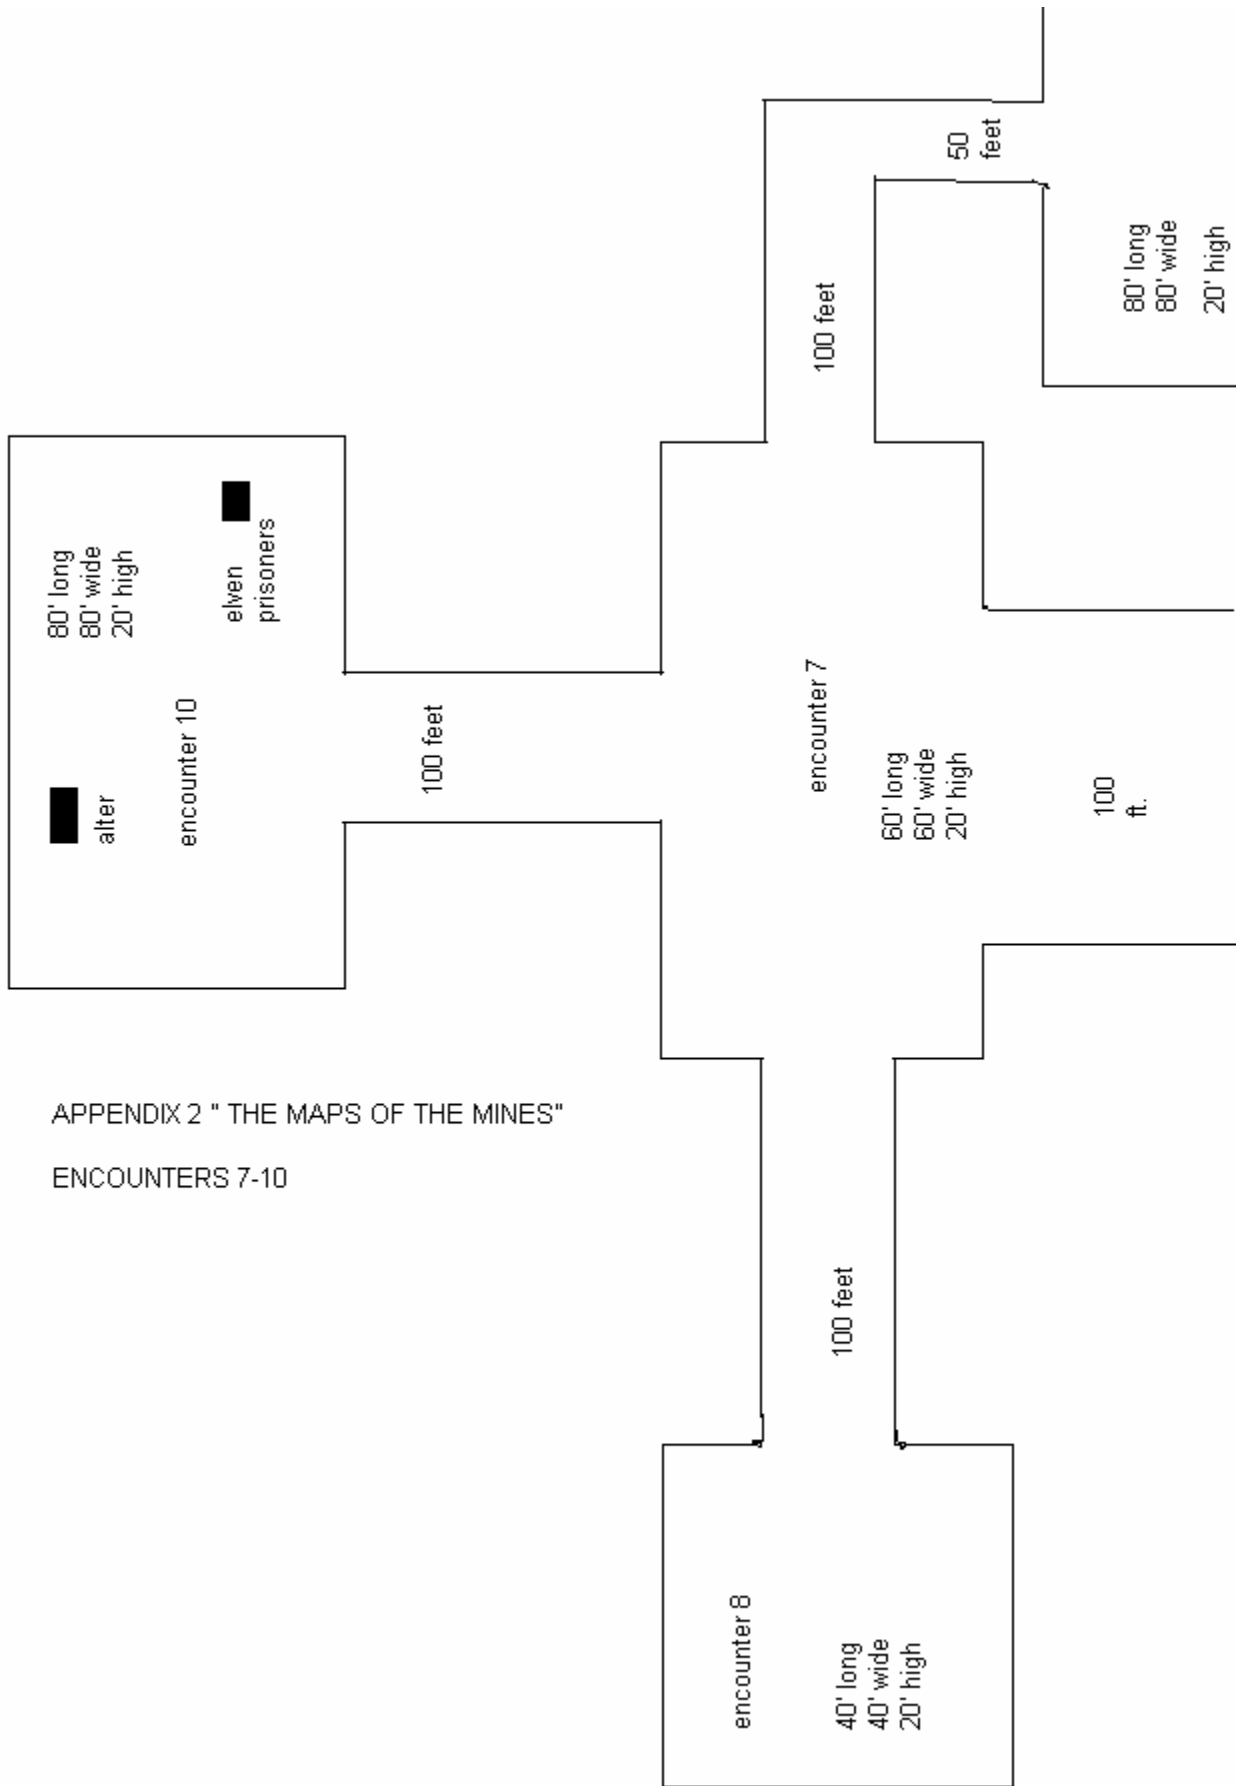 50
feet
80' long
80' wide
20' high
100 feet
80' long
80' wide
20' high
elven
prisoners
encounter 10
alter
100 feet
encounter 7
60' long
60' wide
20' high
100
ft.
APPENDIX 2 " THE MAPS OF THE MINES"
ENCOUNTERS 7-10
100 feet
encounter 8
40' long
40' wide
20' high